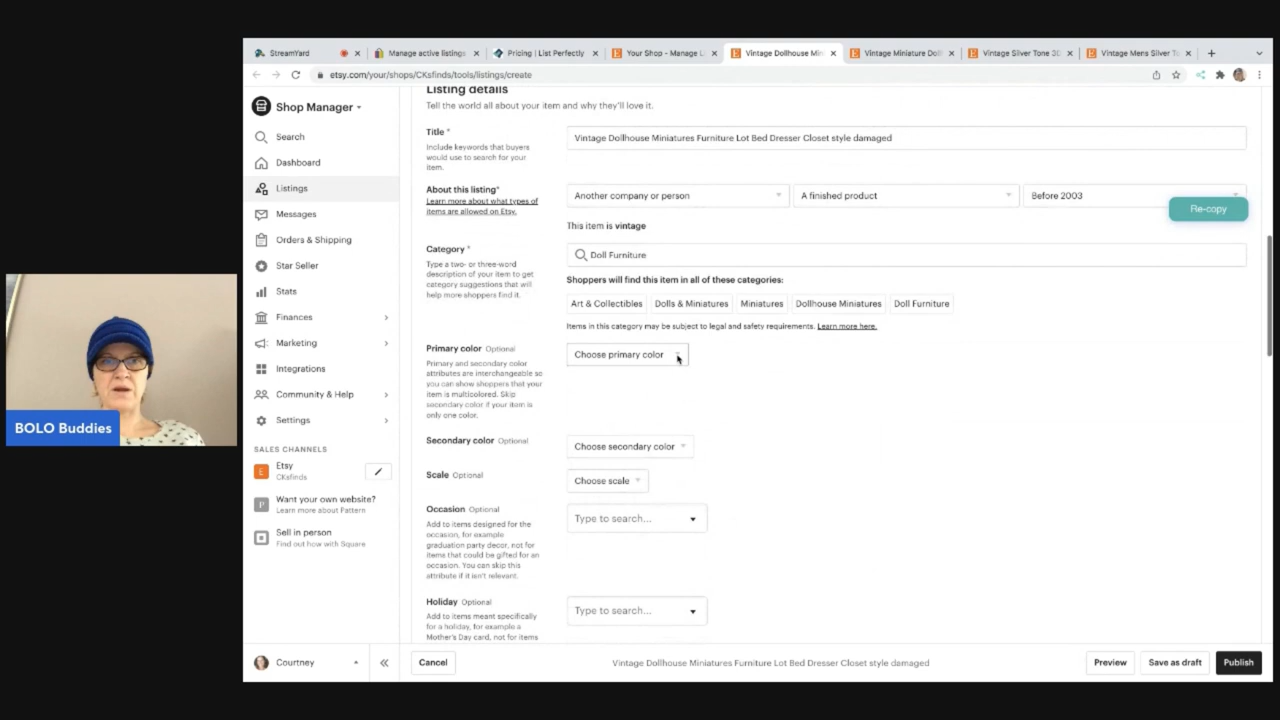 StreamYard
Manage active listings
Pricing | List Perfectly
Your Shop - Manage L
Vintage Dollhouse Min
Vintage Miniature Doll
Vintage Silver Tone 3D
Vintage Mens Silver T
etsy.com/your/shops/CKsfinds/tools/listings/create
Shop Manager
Search
Dashboard
Listings
Messages
Orders & Shipping
Star Seller
Stats
Finances
Marketing
Integrations
Community & Help
Settings
SALES CHANNELS
E
Etsy
CKsfinds
P
Want your own website?
Learn more about Pattern
Sell in person
Find out how with Square
Courtney
Listing details
Tell the world all about your item and why they'll love it.
Title *
Include keywords that buyers
would use to search for your
item.
Vintage Dollhouse Miniatures Furniture Lot Bed Dresser Closet style damaged
About this listing*
Learn more about what types of
items are allowed on Etsy.
Another company or person
A finished product
Before 2003
Re-copy
This item is vintage
Category *
Type a two- or three-word
description of your item to get
category suggestions that will
help more shoppers find it.
Doll Furniture
Shoppers will find this item in all of these categories:
Art & Collectibles
Dolls & Miniatures
Miniatures
Dollhouse Miniatures
Doll Furniture
Items in this category may be subject to legal and safety requirements. Learn more here.
Primary color Optional
Primary and secondary color
attributes are interchangeable so
you can show shoppers that your
item is multicolored. Skip
secondary color if your item is
only one color.
Choose primary color
Secondary color Optional
Choose secondary color
Scale Optional
Choose scale
Occasion Optional
Add to items designed for the
occasion, for example
graduation party decor, not for
items that could be gifted for an
occasion. You can skip this
attribute if it isn't relevant.
Type to search...
Holiday Optional
Add to items meant specifically
for a holiday, for example a
Mother's Day card, not for items
Type to search...
Cancel
Vintage Dollhouse Miniatures Furniture Lot Bed Dresser Closet style damaged
Preview
Save as draft
Publish
BOLO Buddies